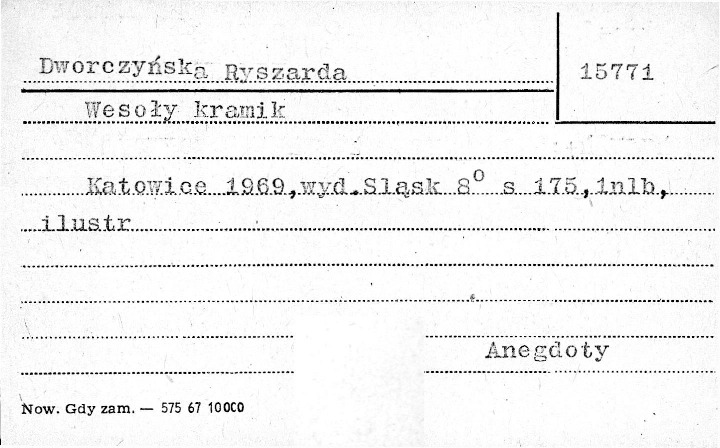 Dworczyńska Ryszarda
15771
Wesoły kramik
Katowice 1969,wyd.Śląsk 8⁰ s 175,1nlb,
ilustr
Anegdoty
Now. Gdy zam. — 575 67 10000